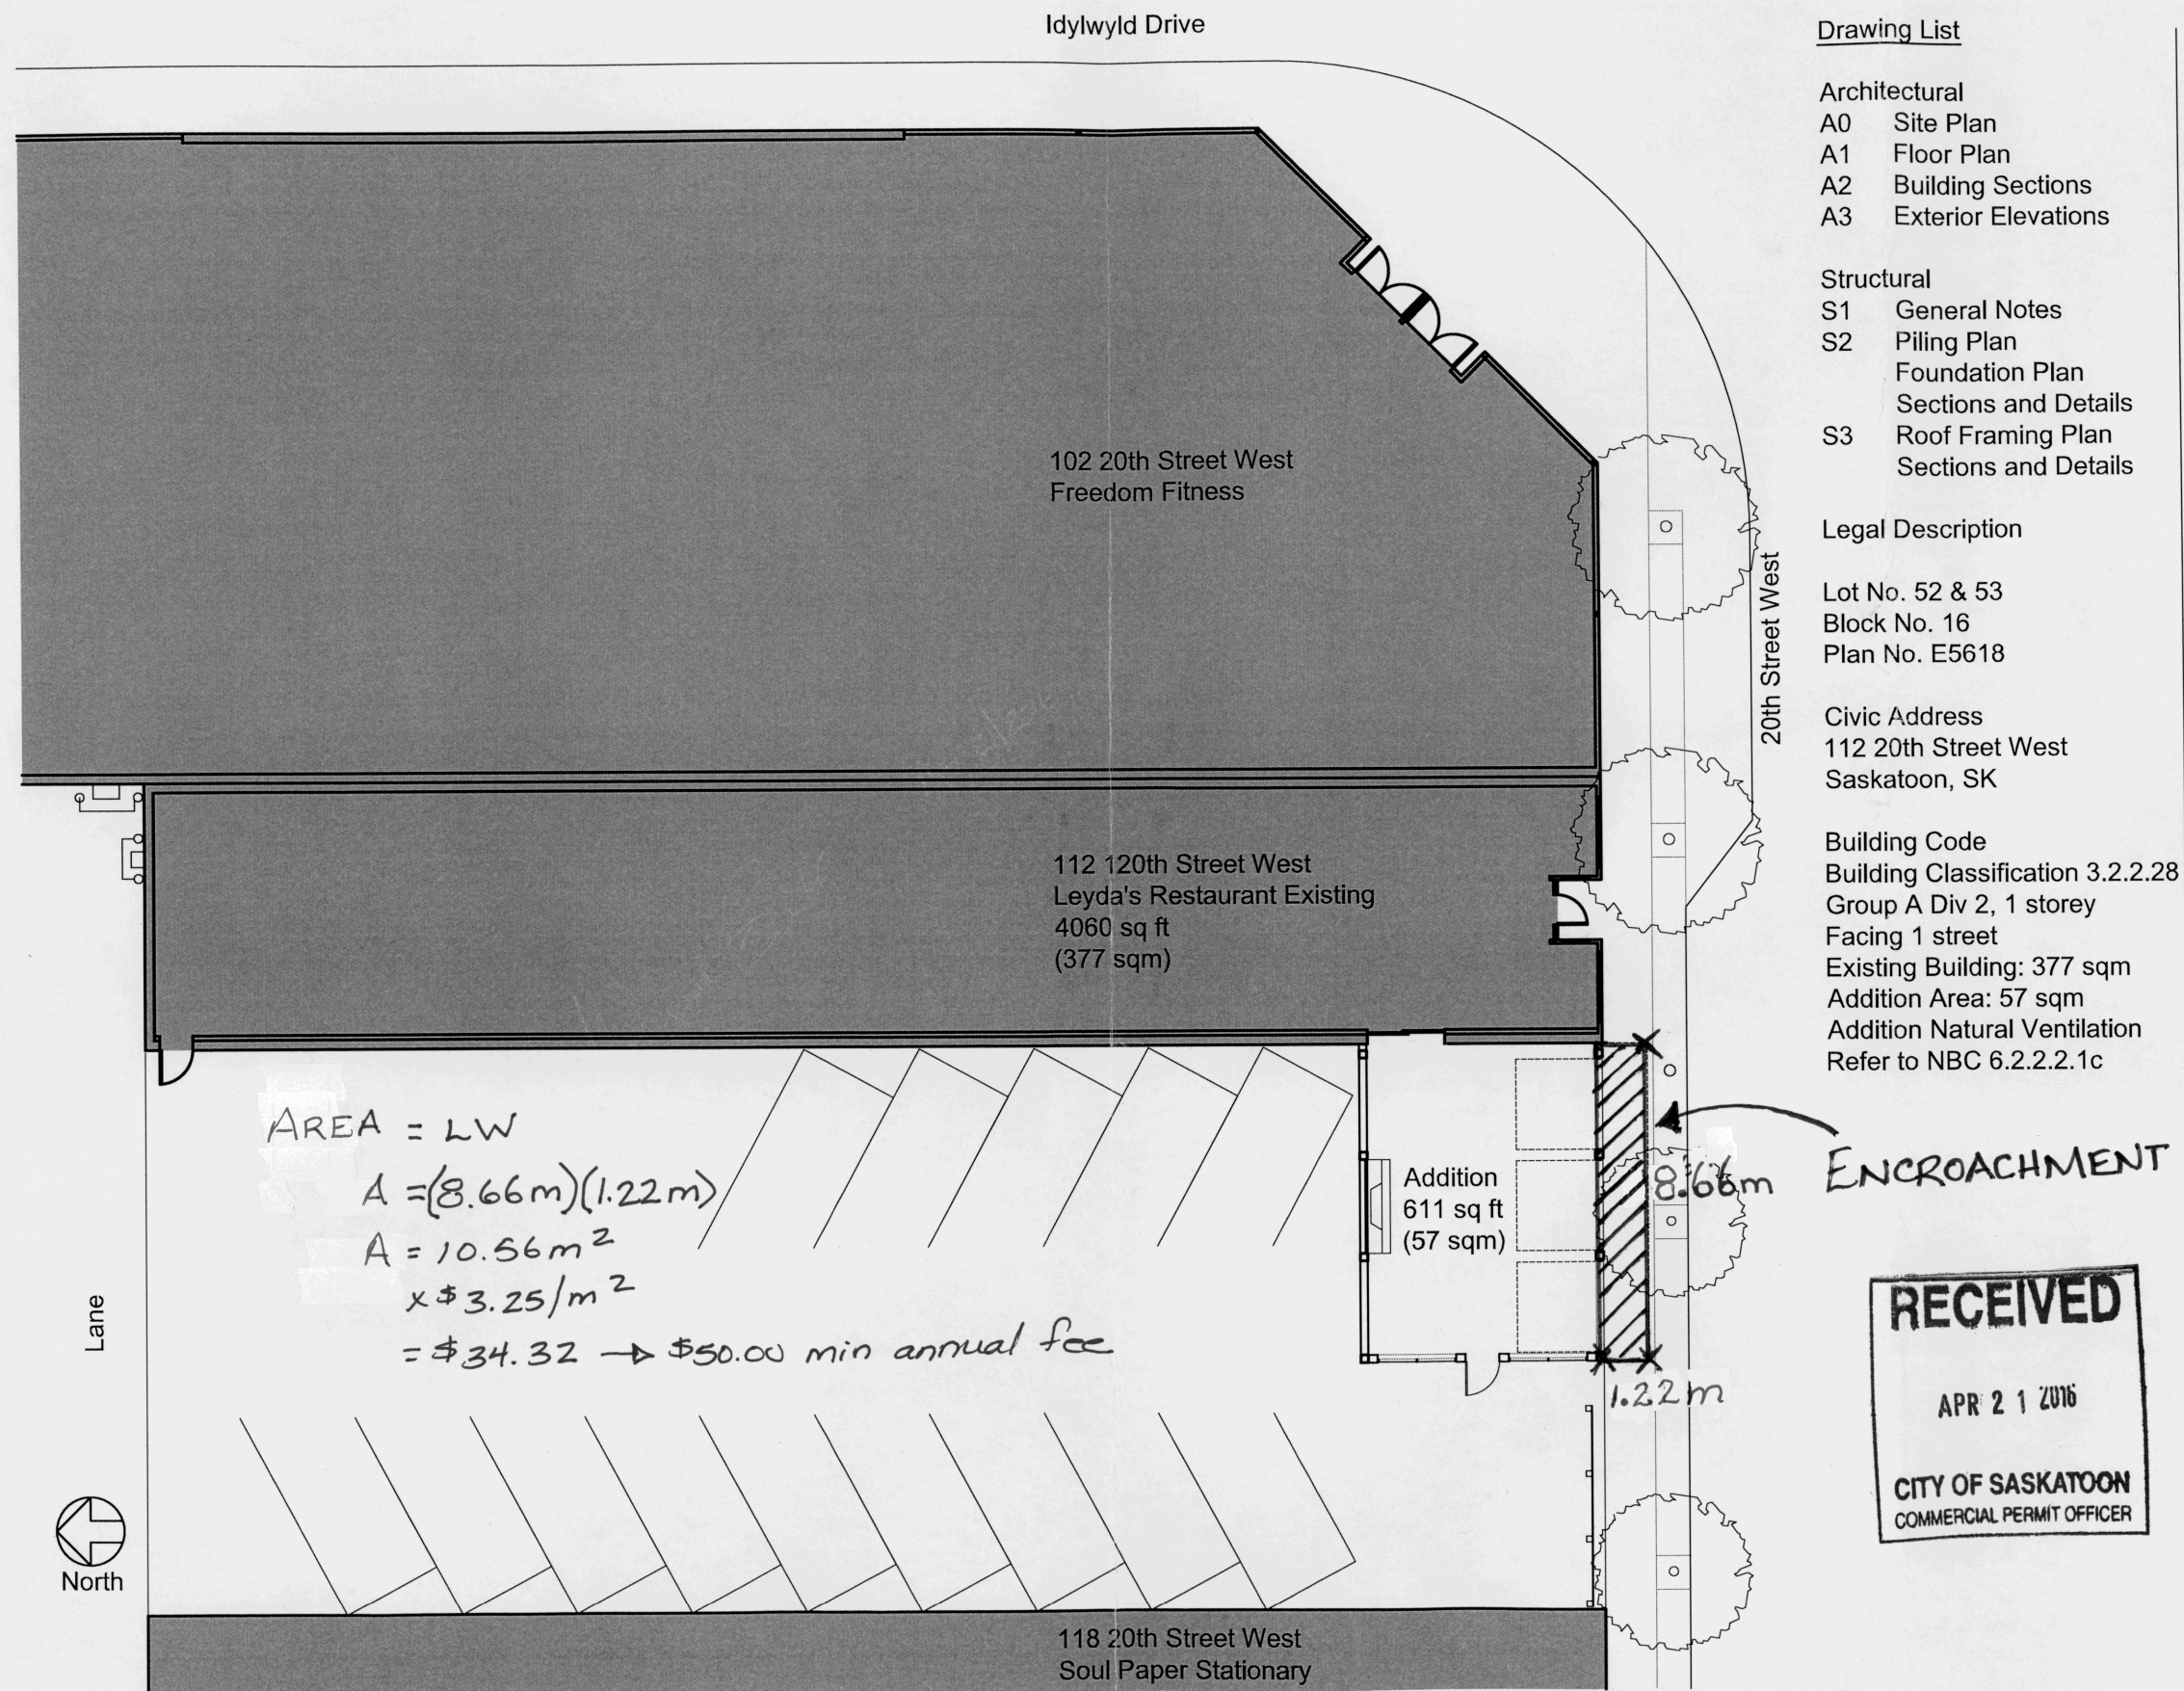 Idylwyld Drive
Drawing List
Architectural
A0 Site Plan
A1 Floor Plan
A2 Building Sections
A3 Exterior Elevations
Structural
S1 General Notes
S2 Piling Plan
Foundation Plan
Sections and Details
S3 Roof Framing Plan
Sections and Details
Legal Description
Lot No. 52 & 53
Block No. 16
Plan No. E5618
Civic Address
112 20th Street West
Saskatoon, SK
Building Code
Building Classification 3.2.2.28
Group A Div 2, 1 storey
Facing 1 street
Existing Building: 377 sqm
Addition Area: 57 sqm
Addition Natural Ventilation
Refer to NBC 6.2.2.2.1c
102 20th Street West
Freedom Fitness
20th Street West
112 120th Street West
Leyda's Restaurant Existing
4060 sq ft
(377 sqm)
AREA = LW
A =(8.66m)(1.22m)
A = 10.56m²
x $3.25/m²
= $34.32 → $50.00 min annual fee
Addition
611 sq ft
(57 sqm)
8.66m
ENCROACHMENT
1.22m
Lane
North
RECEIVED
APR 21 2016
CITY OF SASKATOON
COMMERCIAL PERMIT OFFICER
118 20th Street West
Soul Paper Stationary